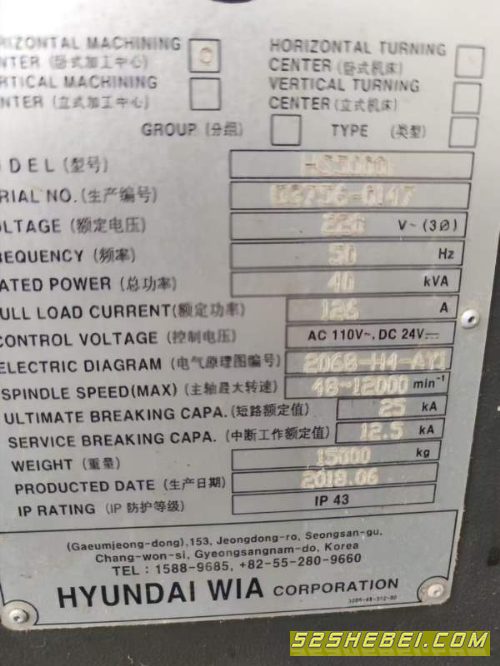 RIZONTAL MACHINING
NTER (卧式加工中心)
RTICAL MACHINING
NTER (立式加工中心)
HORIZONTAL TURNING
CENTER (卧式机床)
VERTICAL TURNING
CENTER (立式机床)
GROUP (分组) TYPE (类型)
DEL (型号)
RIAL NO. (生产编号)
LTAGE (额定电压) V~(3Ø)
EQUENCY (频率) 50 Hz
ATED POWER (总功率) 40 kVA
ULL LOAD CURRENT(额定功率) 126 A
CONTROL VOLTAGE (控制电压) AC 110V~, DC 24V
ELECTRIC DIAGRAM (电气原理图编号) 2068-H4-AY1
SPINDLE SPEED(MAX) (主轴最大转速) 48-12000 min⁻¹
ULTIMATE BREAKING CAPA. (短路额定值) 25 kA
SERVICE BREAKING CAPA. (中断工作额定值) 12.5 kA
WEIGHT (重量) 15000 kg
PRODUCTED DATE (生产日期) 2018.06
IP RATING (IP 防护等级) IP 43
(Gaeumjeong-dong),153, Jeongdong-ro, Seongsan-gu,
Chang-won-si, Gyeongsangnam-do, Korea
TEL : 1588-9685, +82-55-280-9660
HYUNDAI WIA CORPORATION
52SHEBEI.COM